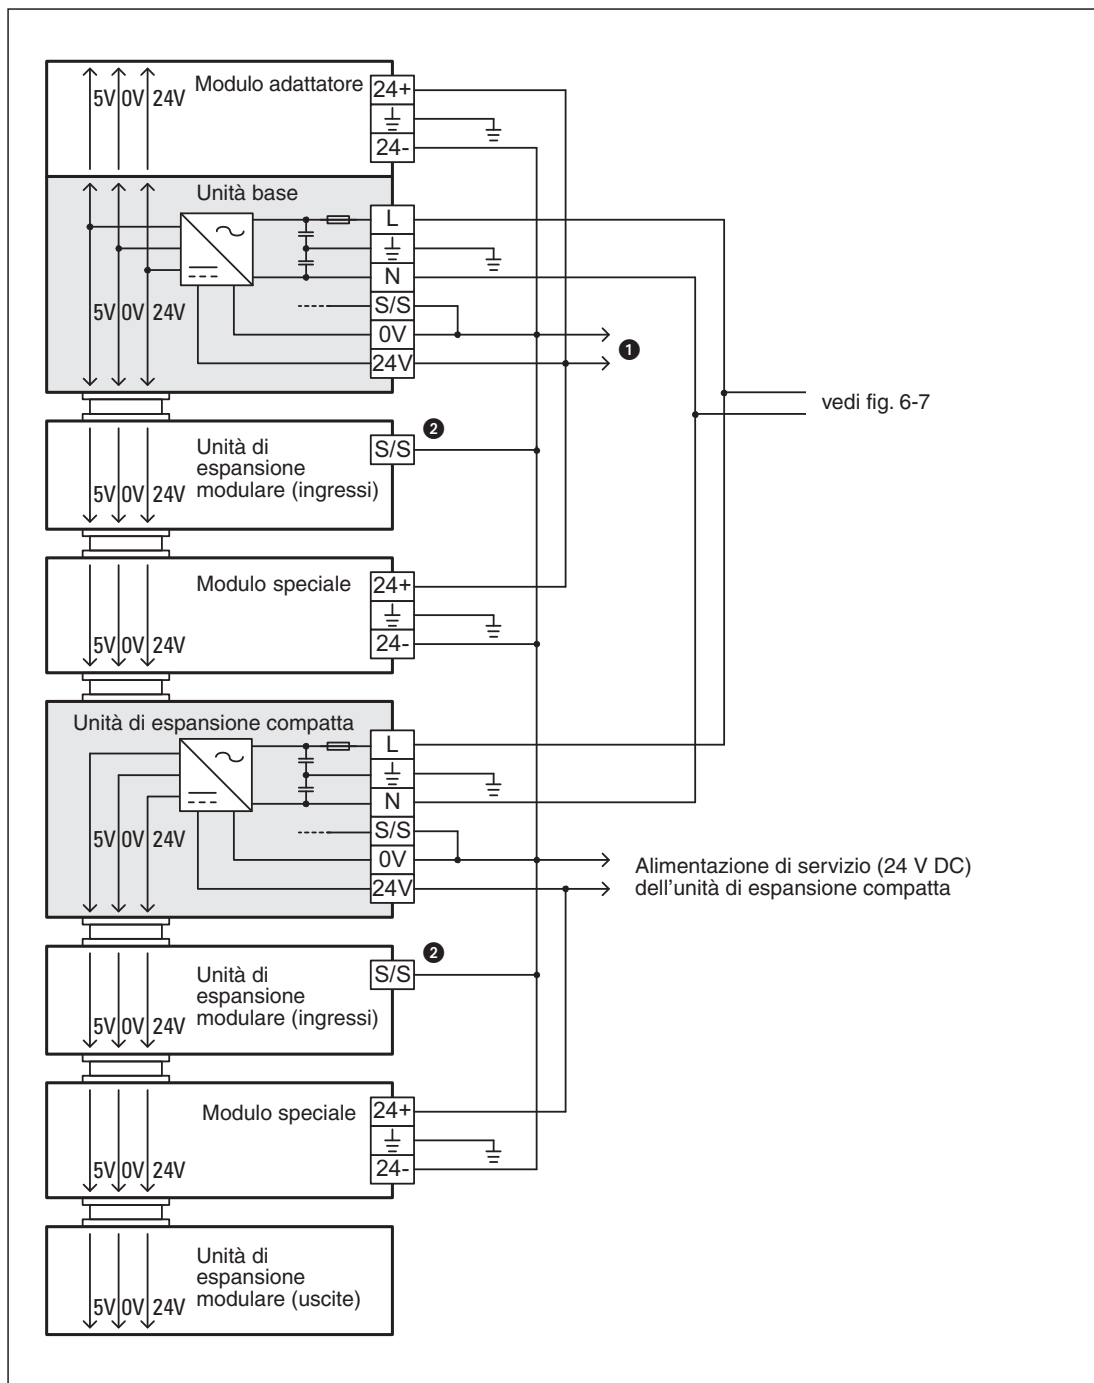 Modulo adattatore
5V 0V 24V
24+
24-
Unità base
L
N
S/S
0V
24V
5V 0V 24V
❶
vedi fig. 6-7
Unità di
espansione
modulare (ingressi)
5V 0V 24V
S/S
❷
Modulo speciale
5V 0V 24V
24+
24-
Unità di espansione compatta
L
N
S/S
0V
24V
5V 0V 24V
Alimentazione di servizio (24 V DC)
dell'unità di espansione compatta
Unità di
espansione
modulare (ingressi)
5V 0V 24V
S/S
❷
Modulo speciale
5V 0V 24V
24+
24-
Unità di
espansione
modulare (uscite)
5V 0V 24V